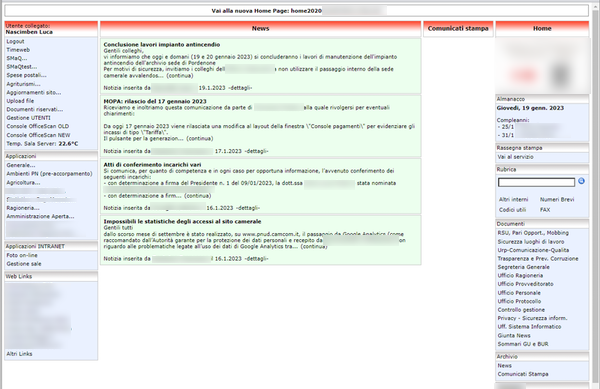 Vai alla nuova Home Page: home2020
Utente collegato:
Nascimben Luca
Logout
Timeweb
SMaQ...
SMaQtest...
Spese postali...
Agriturismi...
Aggiornamenti sito...
Upload file
Documenti riservati...
Gestione UTENTI
Console OfficeScan OLD
Console OfficeScan NEW
Temp. Sala Server: 22.6°C
Applicazioni
Generale...
Ambienti PN (pre-accorpamento)
Agricoltura...
Ragioneria...
Amministrazione Aperta...
Applicazioni INTRANET
Foto on-line
Gestione sale
Web Links
Altri Links
News
Conclusione lavori impianto antincendio
Gentili colleghi,
vi informiamo che oggi e domani (19 e 20 gennaio 2023) si concluderanno i lavori di manutenzione dell'impianto
antincendio dell'archivio sede di Pordenone
Per motivi di sicurezza, invitiamo i colleghi dell non utilizzare il passaggio interno della sede
camerale avvalendos... (continua)
Notizia inserita da 19.1.2023 -dettagli-
MOPA: rilascio del 17 gennaio 2023
Riceviamo e inoltriamo questa comunicazione da parte di alla quale rivolgersi per eventuali
chiarimenti:
Da oggi 17 gennaio 2023 viene rilasciata una modifica al layout della finestra \"Console pagamenti\" per evidenziare gli
incassi di tipo \"Tariffa\".
Il pulsante per la generazion... (continua)
Notizia inserita da 17.1.2023 -dettagli-
Atti di conferimento incarichi vari
Si comunica, per quanto di competenza e in ogni caso per opportuna informazione, l'avvenuto conferimento dei
seguenti incarichi:
- con determinazione a firma del Presidente n. 1 del 09/01/2023, la dott.ssa stata nominata
- con determinazione a firm... (continua)
Notizia inserita da 16.1.2023 -dettagli-
Impossibili le statistiche degli accessi al sito camerale
Gentili tutti
dallo scorso mese di settembre è stato realizzato, su www.pnud.camcom.it, il passaggio da Google Analytics (come
raccomandato dall'Autorità garante per la protezione dei dati personali e recepito da on
riguardo alle problematiche legate all'uso dei dati di Google Analytics tra... (continua)
Notizia inserita da il 16.1.2023 -dettagli-
Comunicati stampa
Home
Almanacco
Giovedì, 19 genn. 2023
Compleanni:
- 25/1
- 31/1
Rassegna stampa
Vai al servizio
Rubrica
Altri interni Numeri Brevi
Codici utili FAX
Documenti
RSU, Pari Opport., Mobbing
Sicurezza luoghi di lavoro
Urp-Comunicazione-Qualita
Trasparenza e Prev. Corruzione
Segreteria Generale
Ufficio Ragioneria
Ufficio Provveditorato
Ufficio Personale
Ufficio Protocollo
Controllo gestione
Privacy - Sicurezza inform.
Uff. Sistema Informatico
Giunta News
Sommari GU e BUR
Archivio
News
Comunicati Stampa